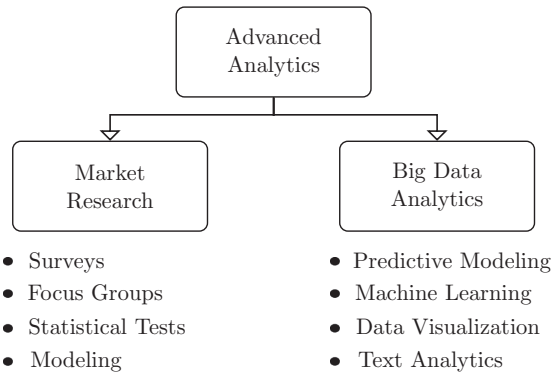 Advanced
Analytics
Market
Research
Big Data
Analytics
• Surveys
• Focus Groups
• Statistical Tests
• Modeling
• Predictive Modeling
• Machine Learning
• Data Visualization
• Text Analytics